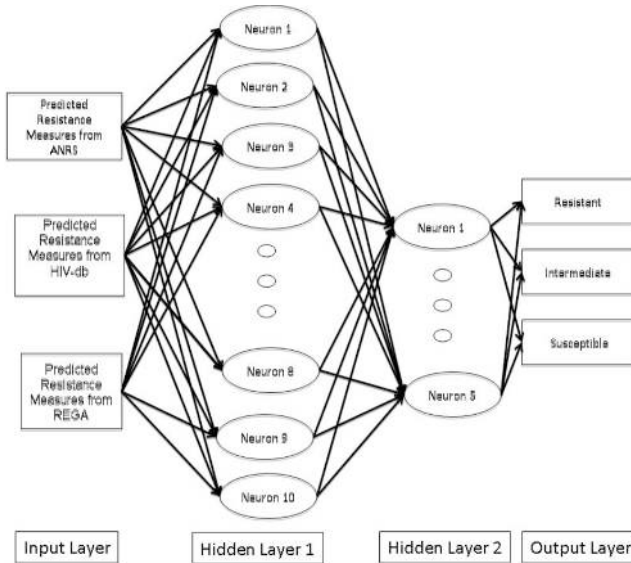 Neuron 1
Neuron 2
Neuron 3
Neuron 4
Neuron 8
Neuron 9
Neuron 10
Predicted
Resistance
Measures from
ANRS
Predicted
Resistance
Measures from
HIV-db
Predicted
Resistance
Measures from
REGA
Neuron 1
Neuron 5
Resistant
Intermediate
Susceptible
Input Layer
Hidden Layer 1
Hidden Layer 2
Output Layer